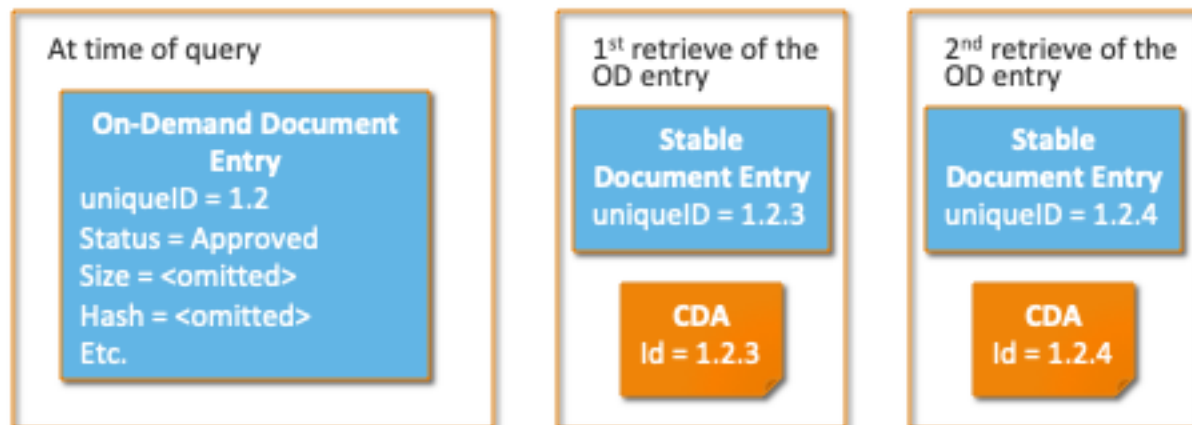 At time of query
On-Demand Document
Entry
uniqueID = 1.2
Status = Approved
Size = <omitted>
Hash = <omitted>
Etc.
1st retrieve of the
OD entry
Stable
Document Entry
uniqueID = 1.2.3
CDA
Id = 1.2.3
2nd retrieve of the
OD entry
Stable
Document Entry
uniqueID = 1.2.4
CDA
Id = 1.2.4